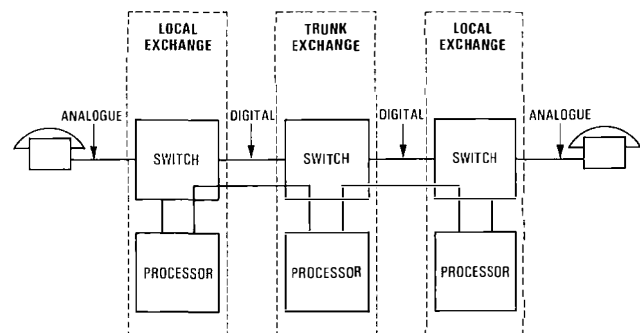 LOCAL
EXCHANGE
TRUNK
EXCHANGE
LOCAL
EXCHANGE
ANALOGUE
DIGITAL
DIGITAL
ANALOGUE
SWITCH
SWITCH
SWITCH
PROCESSOR
PROCESSOR
PROCESSOR